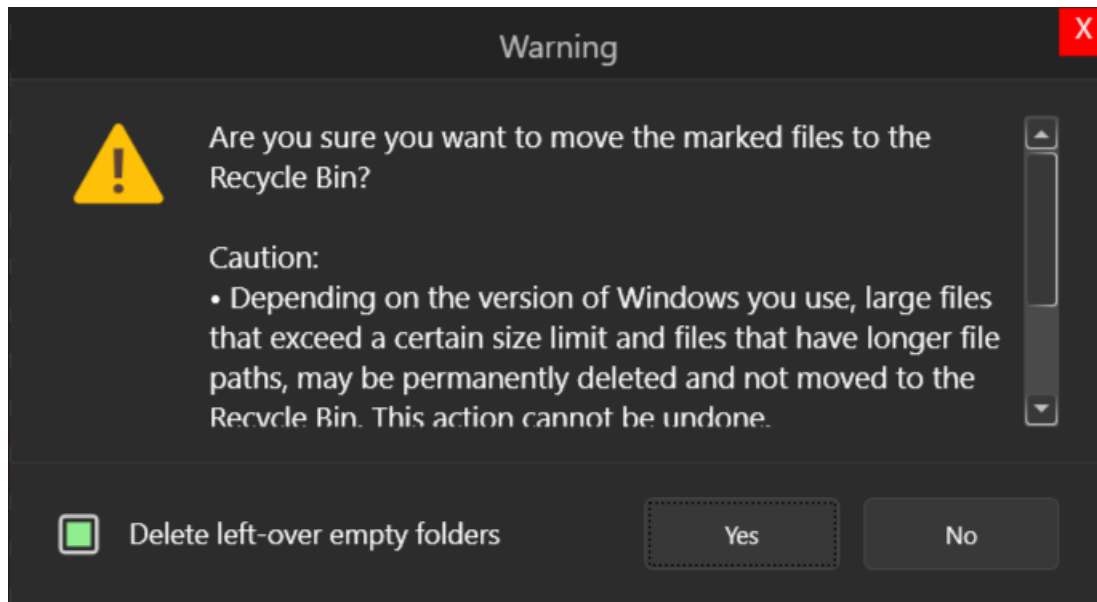 Warning
X
Are you sure you want to move the marked files to the
Recycle Bin?
Caution:
• Depending on the version of Windows you use, large files
that exceed a certain size limit and files that have longer file
paths, may be permanently deleted and not moved to the
Recycle Bin. This action cannot be undone.
Delete left-over empty folders
Yes
No